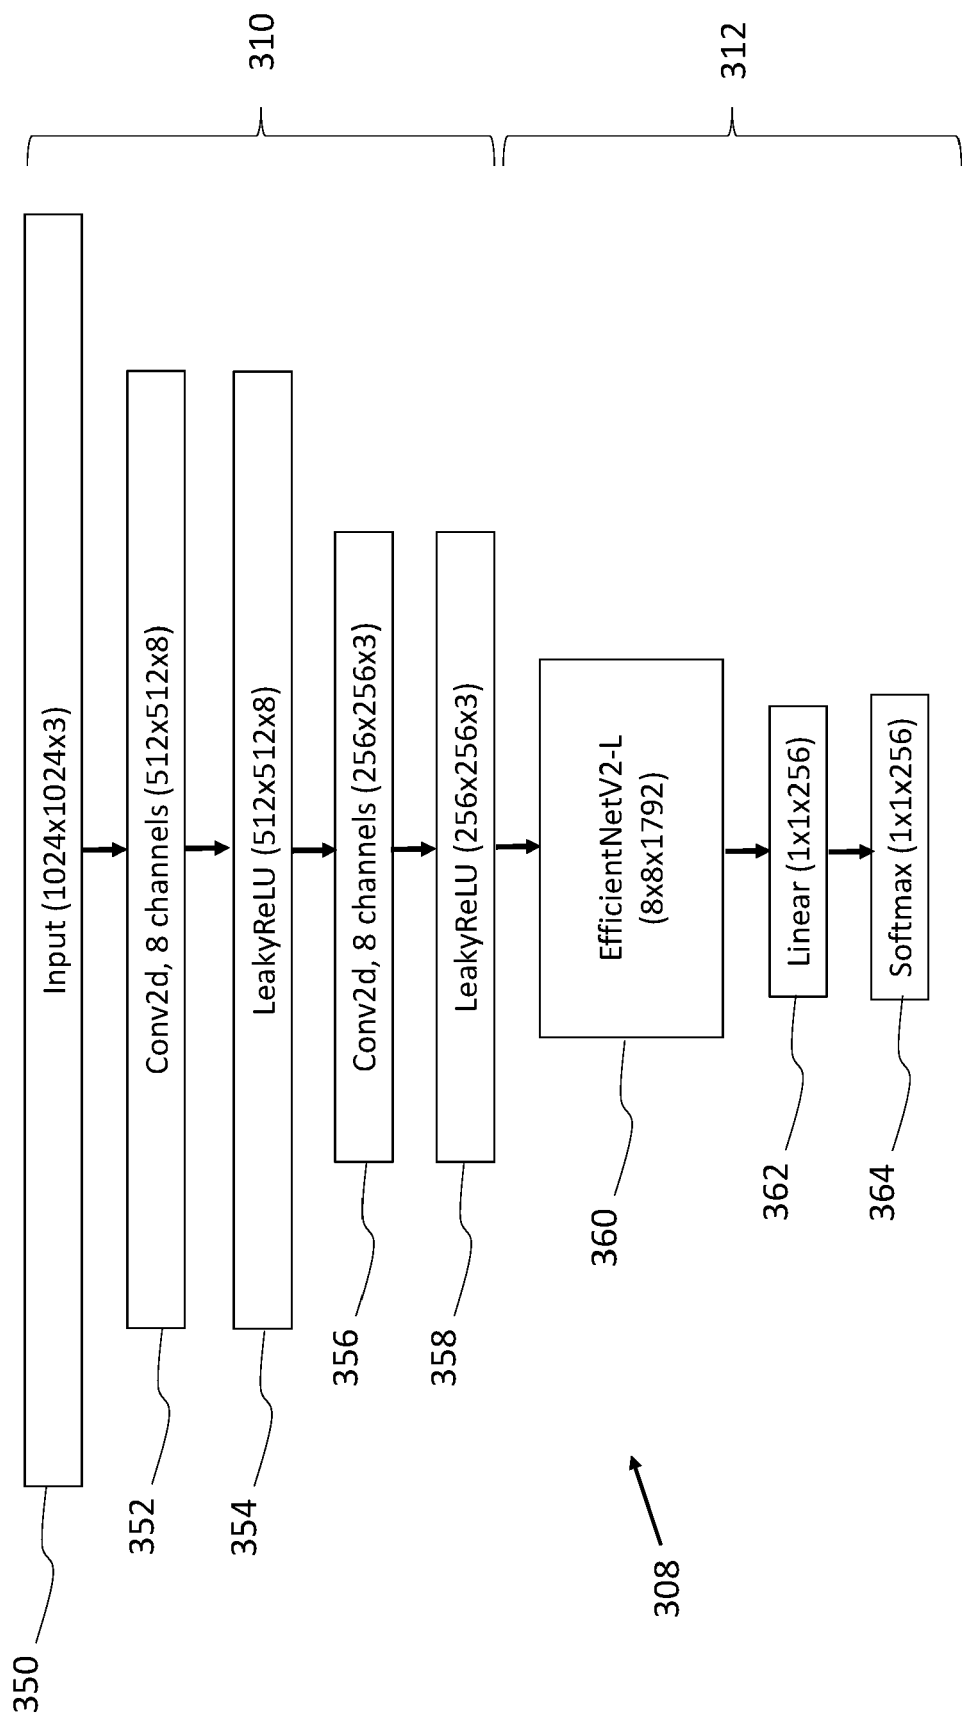 310
312
Input (1024x1024x3)
Conv2d, 8 channels (512x512x8)
LeakyReLU (512x512x8)
Conv2d, 8 channels (256x256x3)
LeakyReLU (256x256x3)
EfficientNetV2-L
(8x8x1792)
Linear (1x1x256)
Softmax (1x1x256)
350
352
354
356
358
360
362
364
308